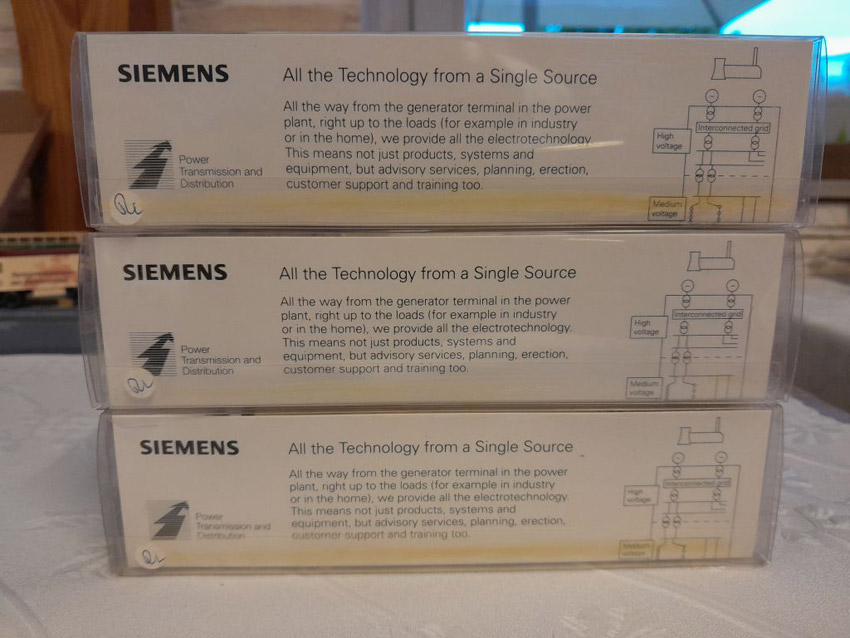 SIEMENS
All the Technology from a Single Source
All the way from the generator terminal in the power
plant, right up to the loads (for example in industry
or in the home), we provide all the electrotechnology.
This means not just products, systems and
equipment, but advisory services, planning, erection,
customer support and training too.
Power
Transmission and
Distribution
Interconnected grid
High
voltage
Medium
voltage
SIEMENS
All the Technology from a Single Source
All the way from the generator terminal in the power
plant, right up to the loads (for example in industry
or in the home), we provide all the electrotechnology.
This means not just products, systems and
equipment, but advisory services, planning, erection,
customer support and training too.
Power
Transmission and
Distribution
Interconnected grid
High
voltage
Medium
voltage
SIEMENS
All the Technology from a Single Source
All the way from the generator terminal in the power
plant, right up to the loads (for example in industry
or in the home), we provide all the electrotechnology.
This means not just products, systems and
equipment, but advisory services, planning, erection,
customer support and training too.
Power
Transmission and
Distribution
Interconnected grid
High
voltage
Medium
voltage